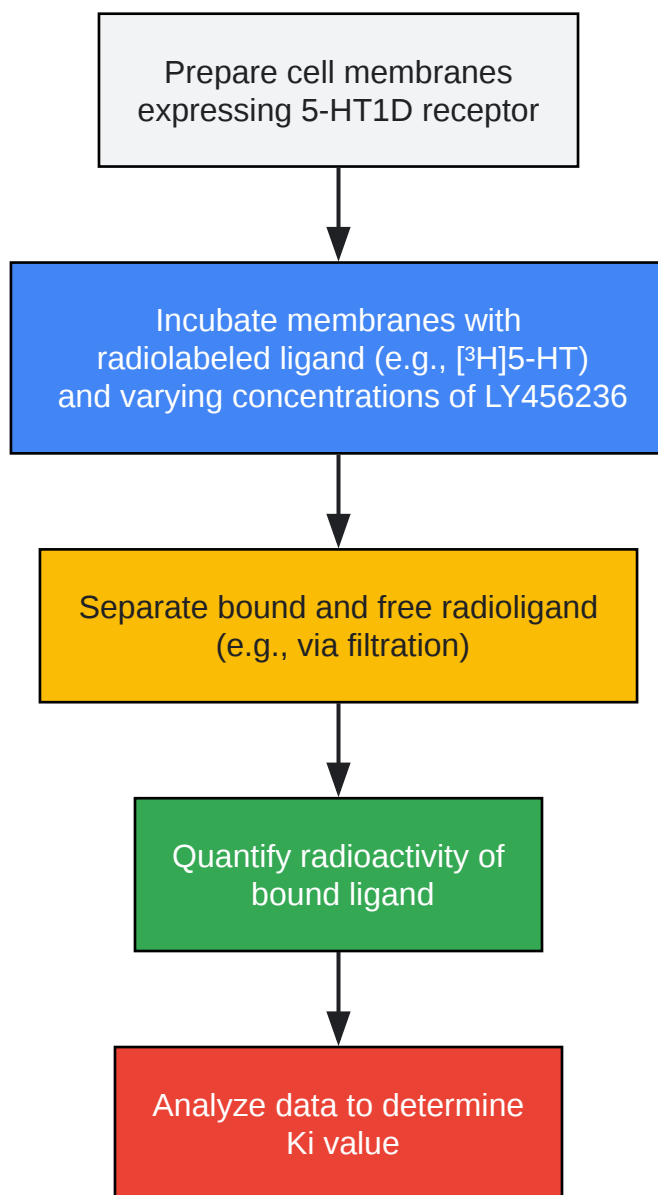 Prepare cell membranes
expressing 5-HT1D receptor
Incubate membranes with
radiolabeled ligand (e.g., [³H]5-HT)
and varying concentrations of LY456236
Separate bound and free radioligand
(e.g., via filtration)
Quantify radioactivity of
bound ligand
Analyze data to determine
Ki value